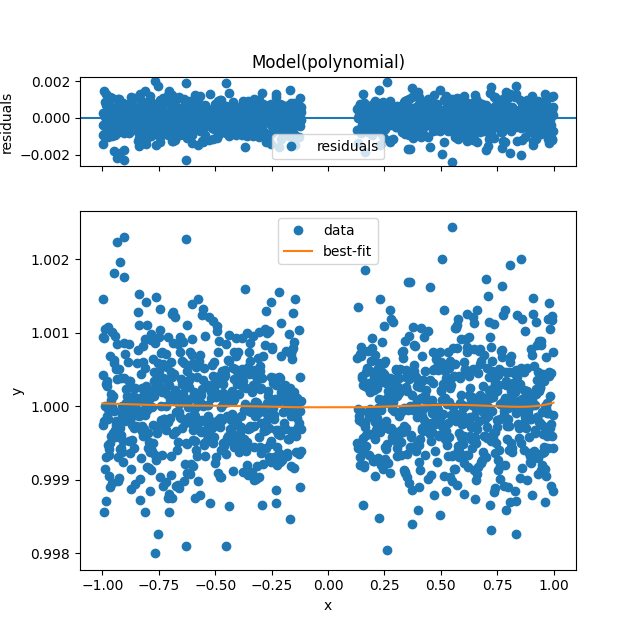 Model(polynomial)
0.002
0.000
−0.002
residuals
residuals
data
best-fit
1.002
1.001
1.000
0.999
0.998
y
−1.00 −0.75 −0.50 −0.25 0.00 0.25 0.50 0.75 1.00
x